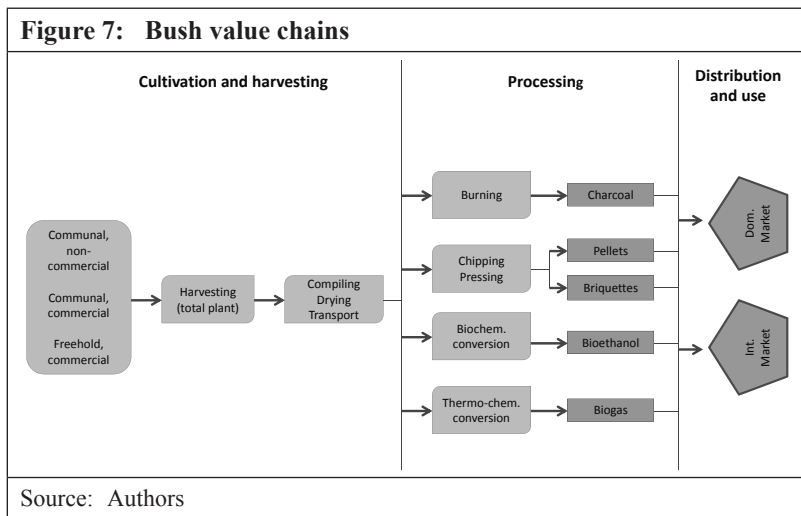 Figure 7: Bush value chains
Cultivation and harvesting
Processing
Distribution
and use
Communal,
non-
commercial
Communal,
commercial
Freehold,
commercial
Harvesting
(total plant)
Compiling
Drying
Transport
Burning
Charcoal
Chipping
Pressing
Pellets
Briquettes
Biochem.
conversion
Bioethanol
Thermo-chem.
conversion
Biogas
Dom.
Market
Int.
Market
Source: Authors